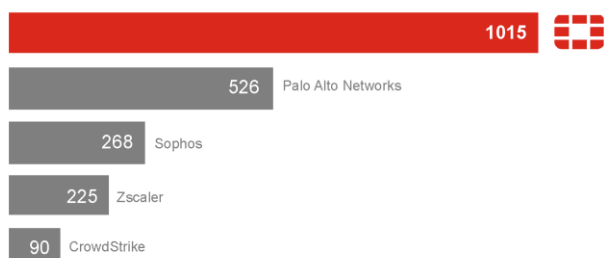 1015
526 Palo Alto Networks
268 Sophos
225 Zscaler
90 CrowdStrike